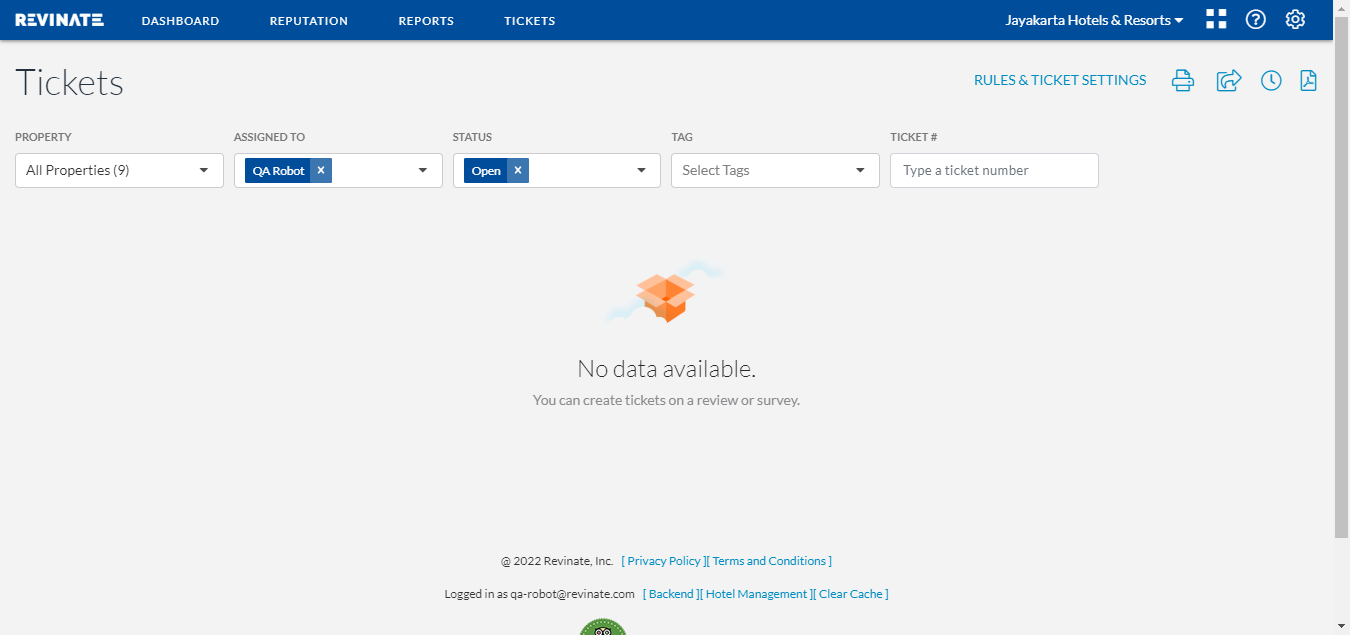 REVINATE DASHBOARD REPUTATION REPORTS TICKETS Jayakarta Hotels & Resorts
Tickets RULES & TICKET SETTINGS
PROPERTY ASSIGNED TO STATUS TAG TICKET #
All Properties (9) QA Robot × Open × Select Tags Type a ticket number
No data available.
You can create tickets on a review or survey.
@ 2022 Revinate, Inc. [ Privacy Policy ][ Terms and Conditions ]
Logged in as qa-robot@revinate.com [ Backend ][ Hotel Management ][ Clear Cache ]